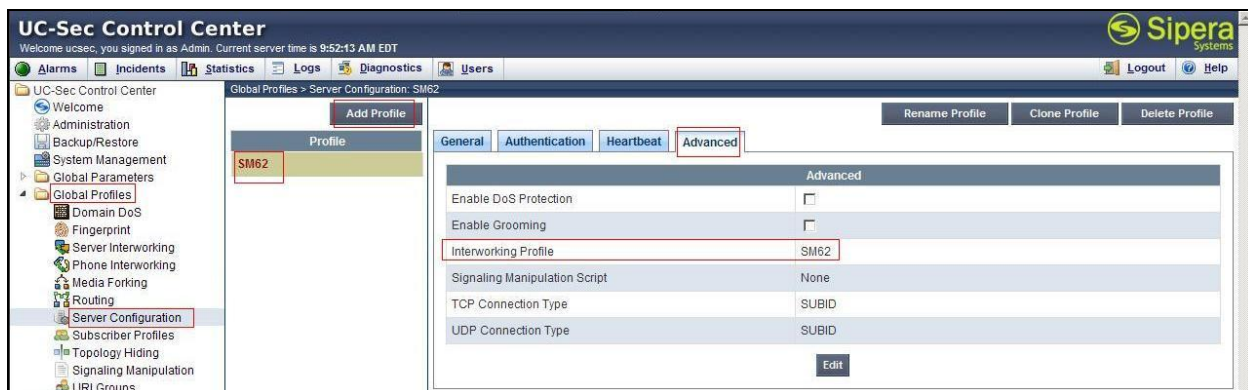 UC-Sec Control Center
Sipera
Systems
Welcome ucsec, you signed in as Admin. Current server time is 9:52:13 AM EDT
Alarms Incidents Statistics Logs Diagnostics Users Logout Help
UC-Sec Control Center
Welcome
Administration
Backup/Restore
System Management
Global Parameters
Global Profiles
Domain DoS
Fingerprint
Server Interworking
Phone Interworking
Media Forking
Routing
Server Configuration
Subscriber Profiles
Topology Hiding
Signaling Manipulation
URI Groups
Global Profiles > Server Configuration: SM62
Add Profile
Profile
SM62
Rename Profile Clone Profile Delete Profile
General Authentication Heartbeat Advanced
Advanced
Enable DoS Protection
Enable Grooming
Interworking Profile SM62
Signaling Manipulation Script None
TCP Connection Type SUBID
UDP Connection Type SUBID
Edit